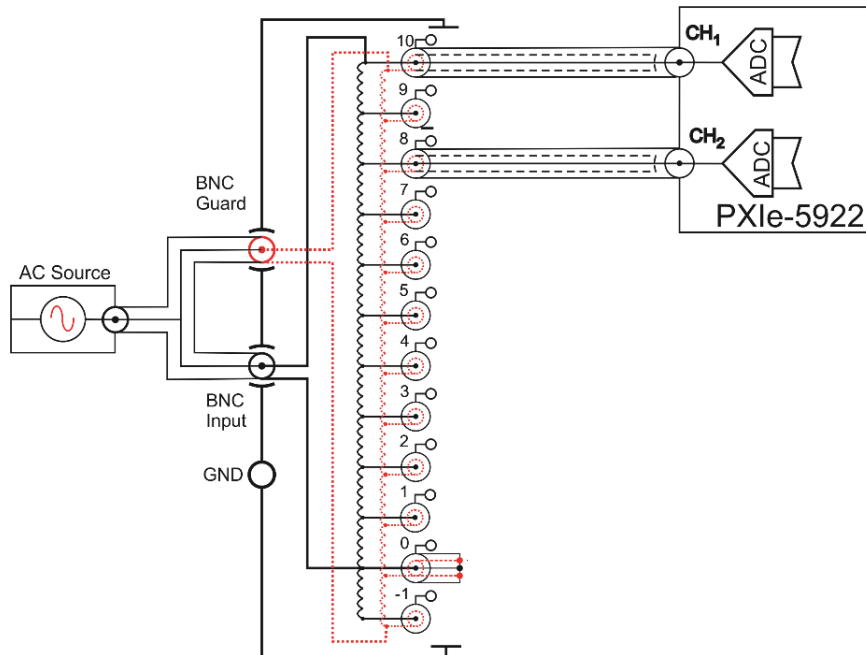 10
CH1
ADC
9
8
CH2
ADC
PXIe-5922
BNC
Guard
7
6
AC Source
5
4
BNC
Input
3
2
GND
1
0
-1